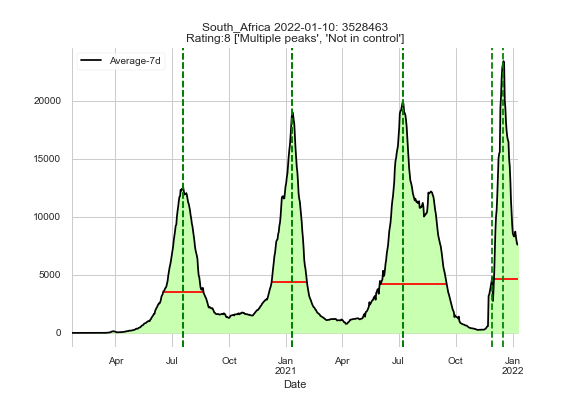 South_Africa 2022-01-10: 3528463
Rating:8 ['Multiple peaks', 'Not in control']
Average-7d
20000
15000
10000
5000
0
Apr
Jul
Oct
Jan
2021
Apr
Jul
Oct
Jan
2022
Date